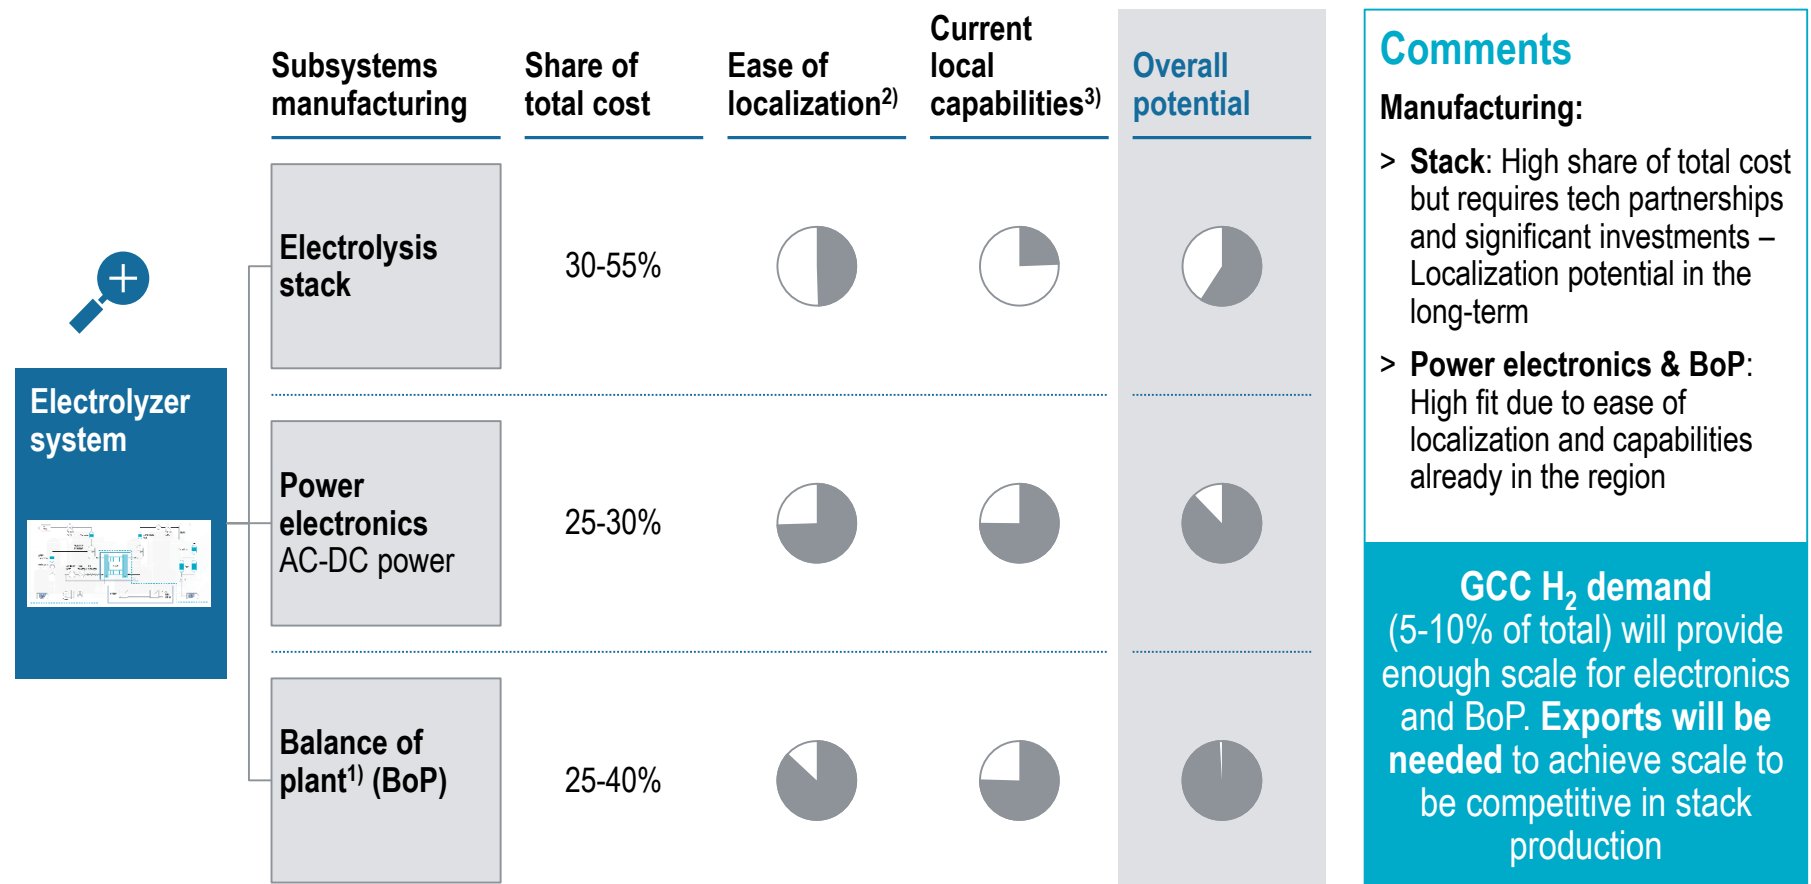 Subsystems
manufacturing
Share of
total cost
Ease of
localization2)
Current
local
capabilities3)
Overall
potential
Electrolyzer
system
Electrolysis
stack
30-55%
Power
electronics
AC-DC power
25-30%
Balance of
plant1) (BoP)
25-40%
Comments
Manufacturing:
> Stack: High share of total cost
but requires tech partnerships
and significant investments –
Localization potential in the
long-term
> Power electronics & BoP:
High fit due to ease of
localization and capabilities
already in the region
GCC H2 demand
(5-10% of total) will provide
enough scale for electronics
and BoP. Exports will be
needed to achieve scale to
be competitive in stack
production